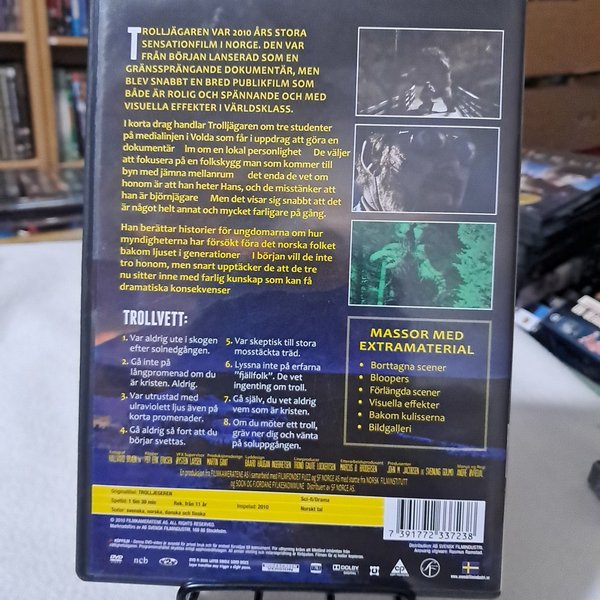 TROLLJÄGAREN VAR 2010 ÅRS STORA
SENSATIONFILM I NORGE. DEN VAR
FRÅN BÖRJAN LANSERAD SOM EN
GRÄNSSPRÄNGANDE DOKUMENTÄR, MEN
BLEV SNABBT EN BRED PUBLIKFILM SOM
BÅDE ÄR ROLIG OCH SPÄNNANDE OCH MED
VISUELLA EFFEKTER I VÄRLDSKLASS.
I korta drag handlar Trolljägaren om tre studenter
på medialinjen i Volda som får i uppdrag att göra en
dokumentär lm om en lokal personlighet De väljer
att fokusera på en folkskygg man som kommer till
byn med jämna mellanrum det enda de vet om
honom är att han heter Hans, och de misstänker att
han är björnjägare Men det visar sig snabbt att det
är något helt annat och mycket farligare på gång.
Han berättar historier för ungdomarna om hur
myndigheterna har försökt föra det norska folket
bakom ljuset i generationer I början vill de inte
tro honom, men snart upptäcker de att de tre
nu sitter inne med farlig kunskap som kan få
dramatiska konsekvenser
TROLLVETT:
1. Var aldrig ute i skogen
efter solnedgången.
2. Gå inte på
långpromenad om du
är kristen. Aldrig.
3. Var utrustad med
ultraviolett ljus även på
korta promenader.
4. Gå aldrig så fort att du
börjar svettas.
5. Var skeptisk till stora
mosstäckta träd.
6. Lyssna inte på erfarna
"fjällfolk". De vet
ingenting om troll.
7. Gå själv, du vet aldrig
vem som är kristen.
8. Om du möter ett troll,
gräv ner dig och vänta
på soluppgången.
MASSOR MED
EXTRAMATERIAL
• Borttagna scener
• Bloopers
• Förlängda scener
• Visuella effekter
• Bakom kulisserna
• Bildgalleri
Originaltitel: TROLLJEGEREN
Sci-fi/Drama
Speltid: 1 tim 39 min
Rek. från 11 år
Inspelad: 2010
Norskt tal
Texter: svenska, norska, danska och finska
7 391772 337238
DVD
ncb
DOLBY
DIGITAL
SF